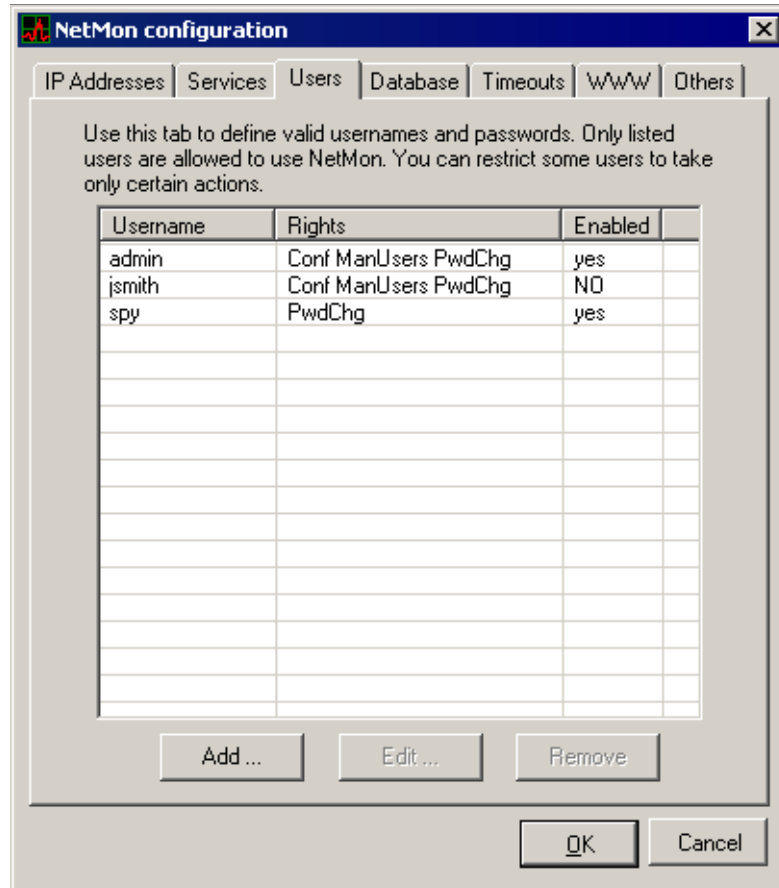 NetMon configuration
IP Addresses Services Users Database Timeouts WWW Others
Use this tab to define valid usernames and passwords. Only listed
users are allowed to use NetMon. You can restrict some users to take
only certain actions.
Username Rights Enabled
admin Conf ManUsers PwdChg yes
jsmith Conf ManUsers PwdChg NO
spy PwdChg yes
Add ... Edit ... Remove
OK Cancel